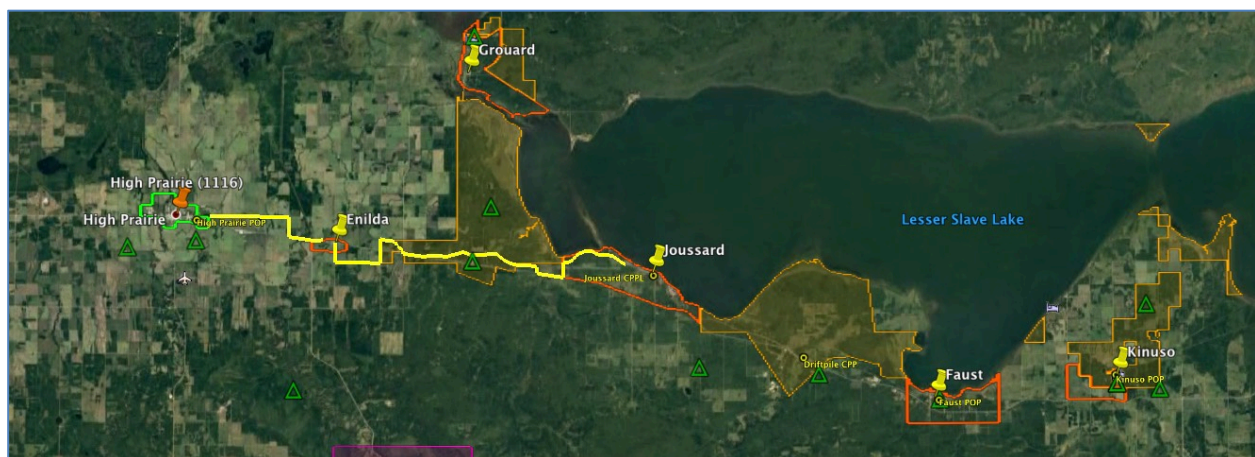 Grouard
High Prairie (1116)
High Prairie
High Prairie POP
Enilda
Lesser Slave Lake
Joussard
Joussard CPPL
Driftpile CPP
Kinuso
Kinuso POP
Faust
Faust POP